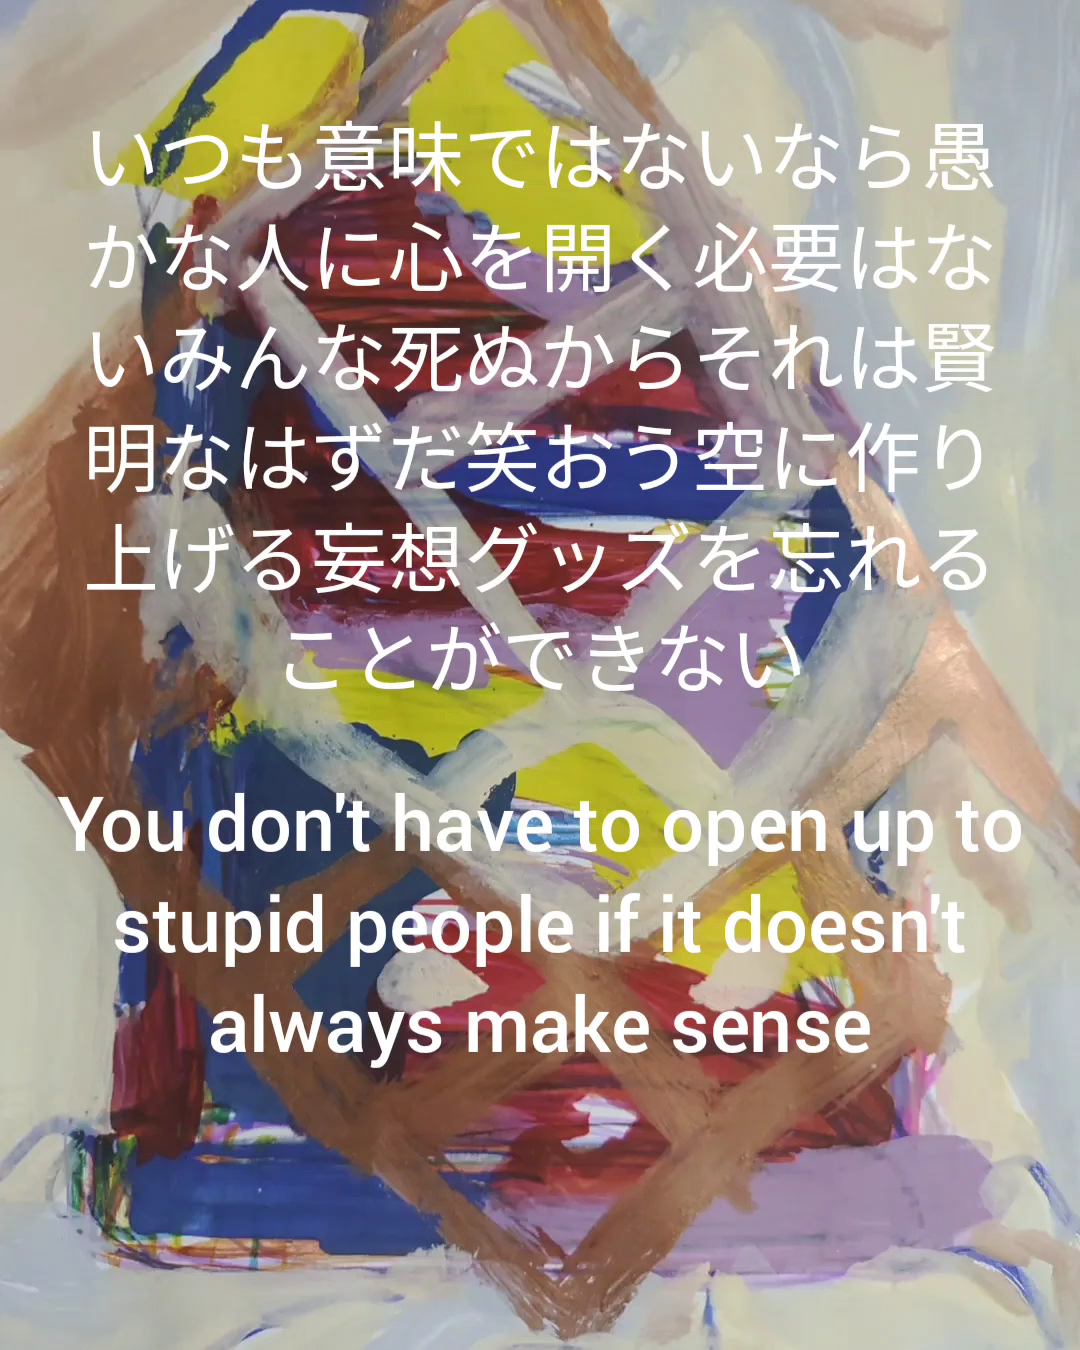 いつも意味ではないなら愚
かな人に心を開く必要はな
いみんな死ぬからそれは賢
明なはずだ笑おう空に作り
上げる妄想グッズを忘れる
ことができない
You don't have to open up to
stupid people if it doesn't
always make sense